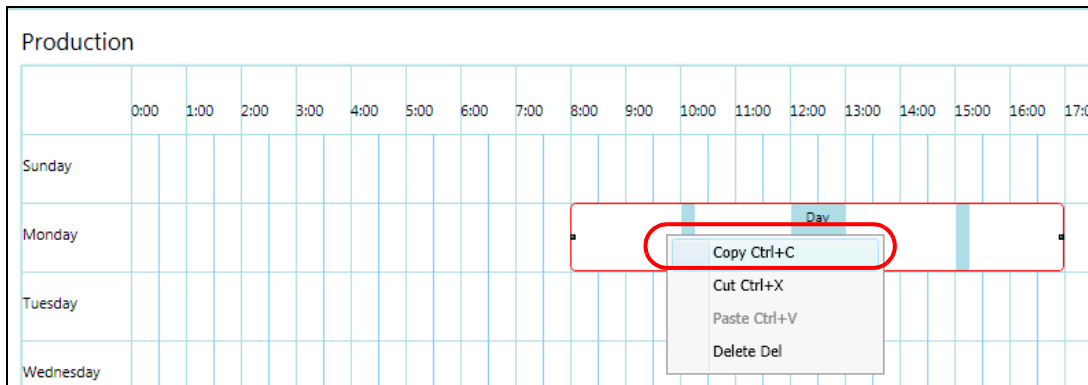 Production
0:00 1:00 2:00 3:00 4:00 5:00 6:00 7:00 8:00 9:00 10:00 11:00 12:00 13:00 14:00 15:00 16:00
Sunday
Day
Monday
Copy Ctrl+C
Cut Ctrl+X
Tuesday
Paste Ctrl+V
Delete Del
Wednesday